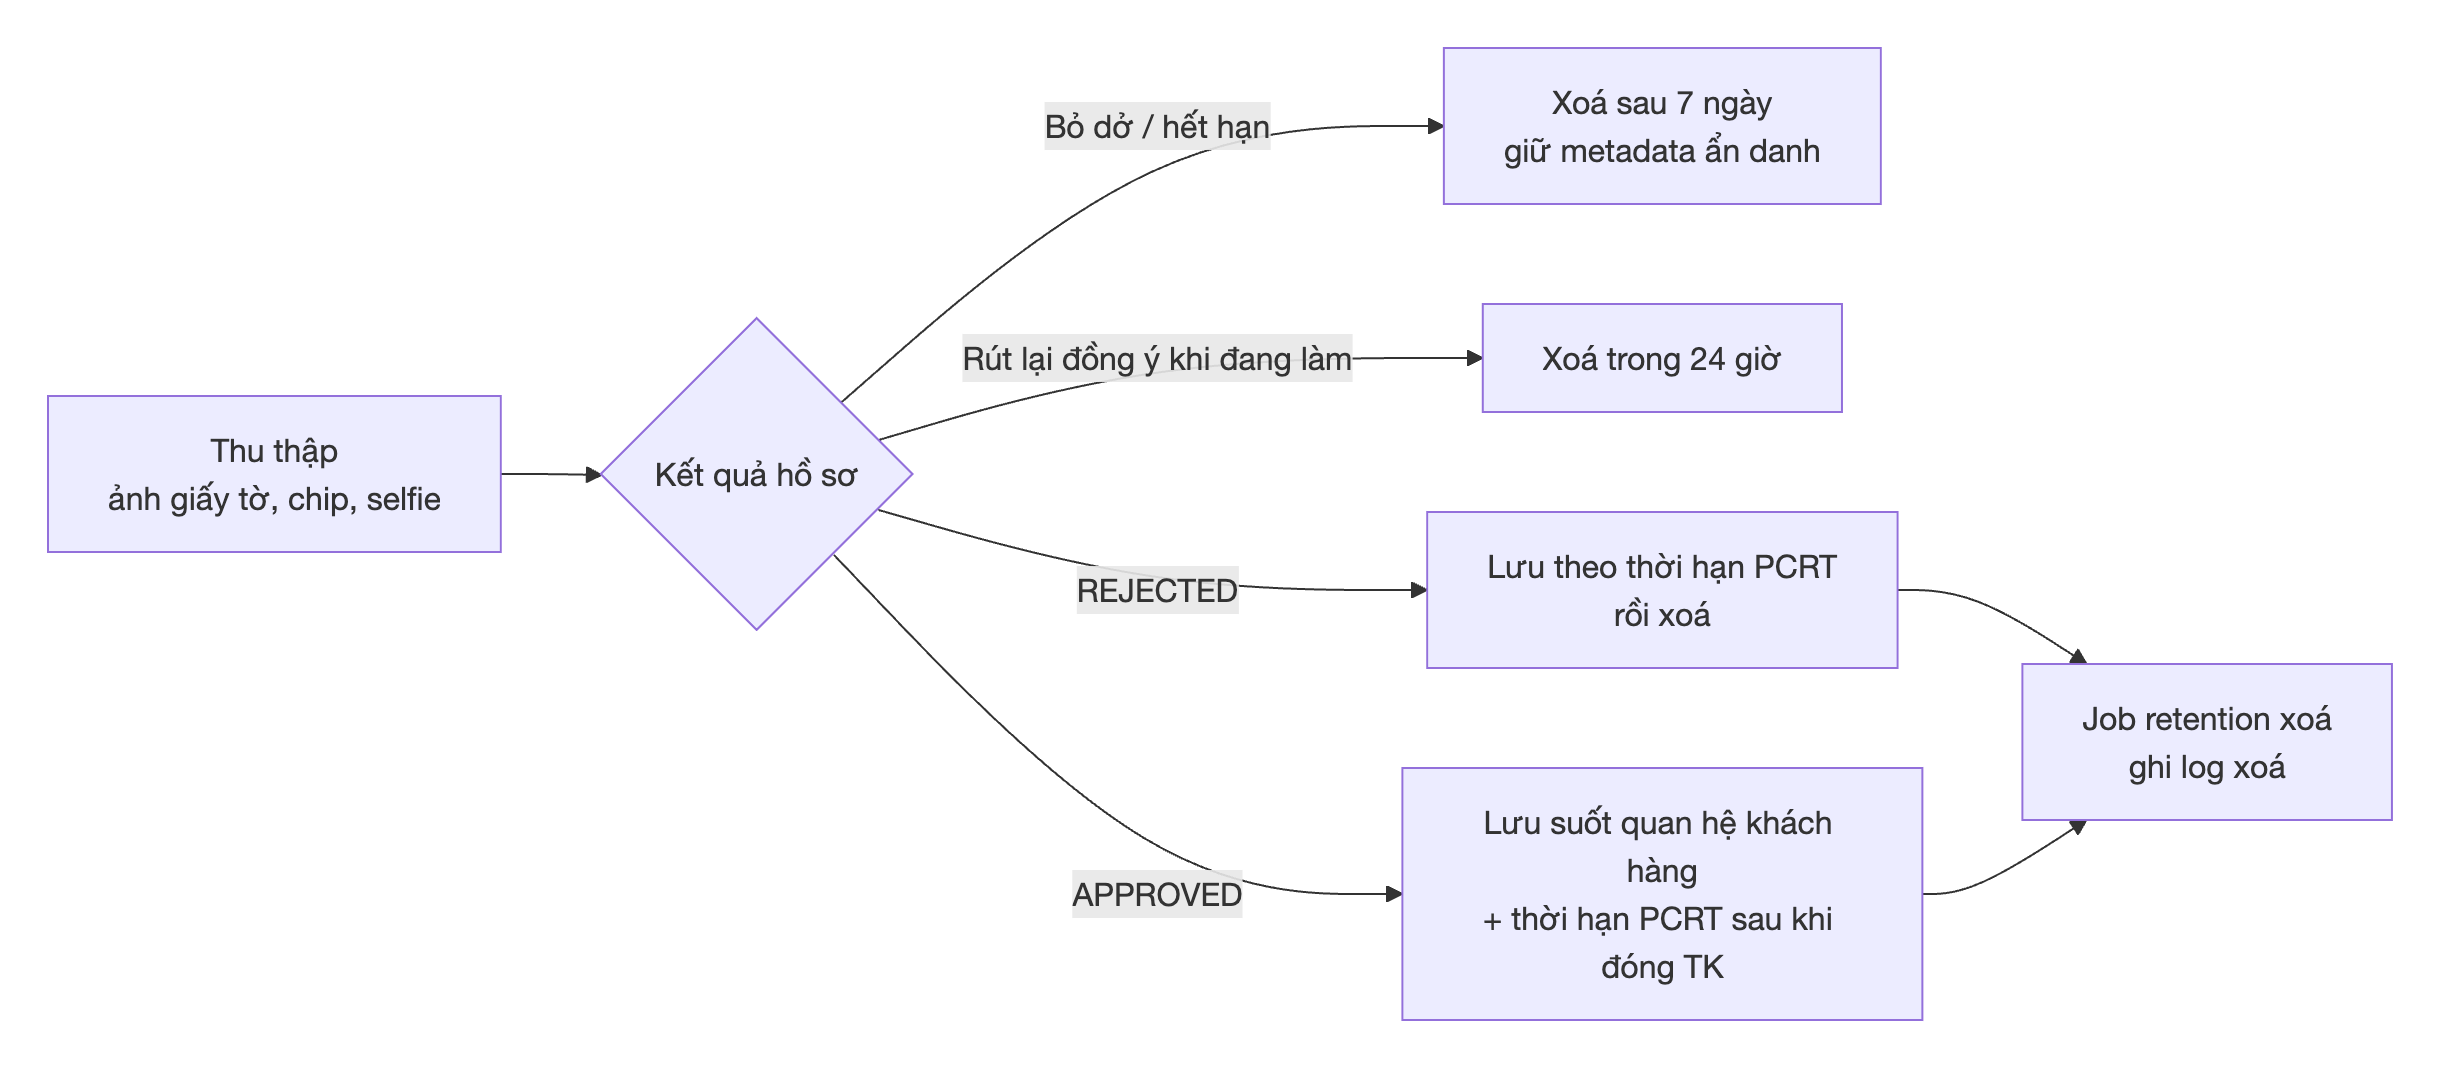 Thu thập
ảnh giấy tờ, chip, selfie
Kết quả hồ sơ
Bỏ dở / hết hạn
Rút lại đồng ý khi đang làm
REJECTED
APPROVED
Xoá sau 7 ngày
giữ metadata ẩn danh
Xoá trong 24 giờ
Lưu theo thời hạn PCRT
rồi xoá
Lưu suốt quan hệ khách
hàng
+ thời hạn PCRT sau khi
đóng TK
Job retention xoá
ghi log xoá